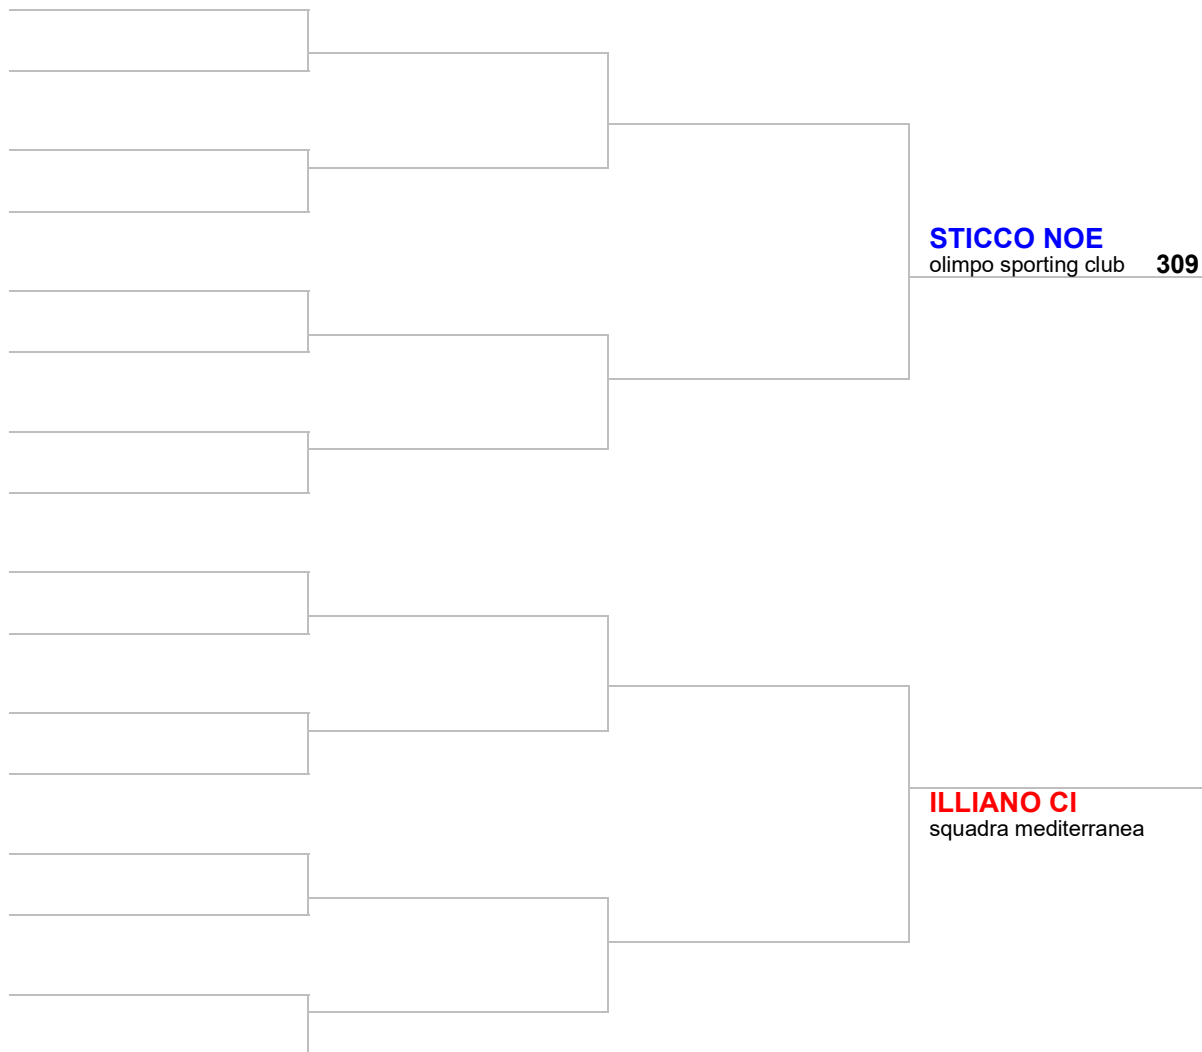 STICCO NOE
olimpo sporting club 309
ILLIANO CI
squadra mediterranea